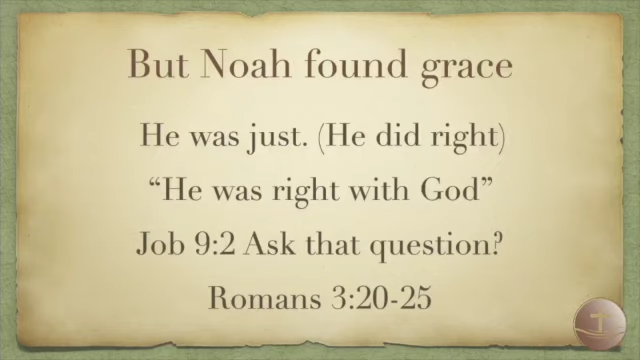 But Noah found grace
He was just. (He did right)
“He was right with God”
Job 9:2 Ask that question?
Romans 3:20-25